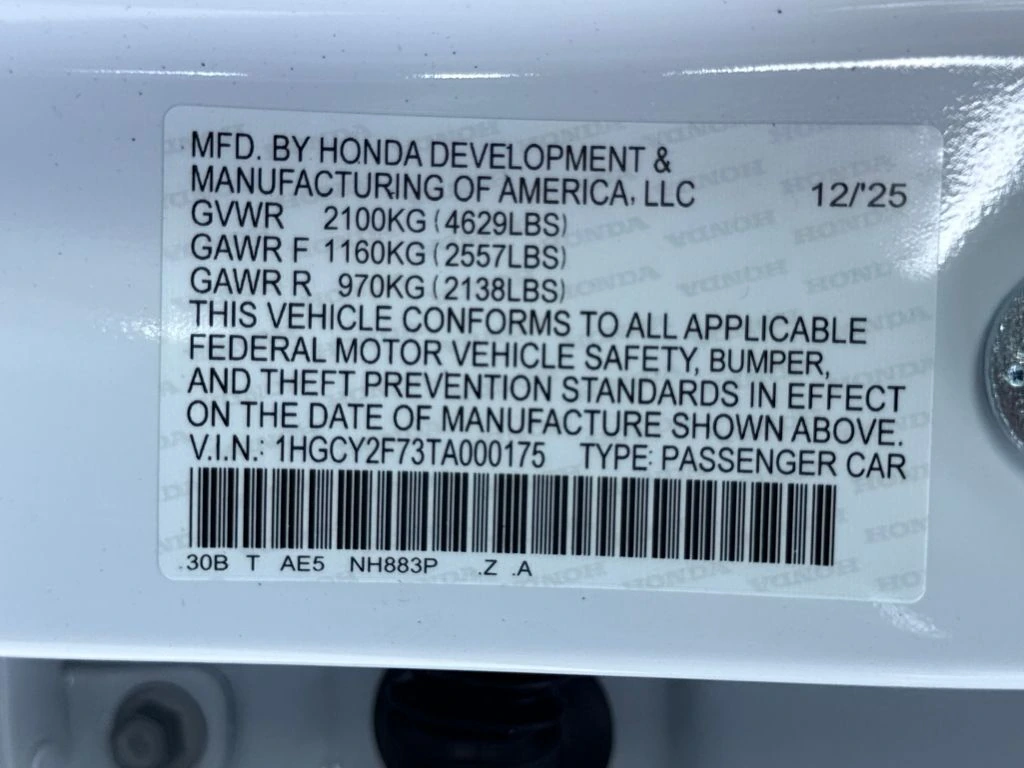 MFD. BY HONDA DEVELOPMENT &
MANUFACTURING OF AMERICA, LLC 12/'25
GVWR 2100KG (4629LBS)
GAWR F 1160KG (2557LBS)
GAWR R 970KG (2138LBS)
THIS VEHICLE CONFORMS TO ALL APPLICABLE
FEDERAL MOTOR VEHICLE SAFETY, BUMPER,
AND THEFT PREVENTION STANDARDS IN EFFECT
ON THE DATE OF MANUFACTURE SHOWN ABOVE.
V.I.N.: 1HGCY2F73TA000175 TYPE: PASSENGER CAR
.30B T AE5 NH883P .Z .A